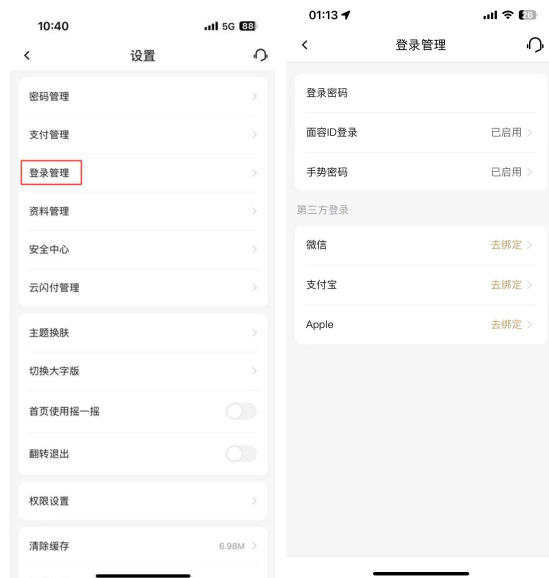 10:40
5G 88
设置
密码管理
支付管理
登录管理
资料管理
安全中心
云闪付管理
主题换肤
切换大字版
首页使用摇一摇
翻转退出
权限设置
清除缓存 6.98M
01:13
26
登录管理
登录密码
面容ID登录 已启用
手势密码 已启用
第三方登录
微信 去绑定
支付宝 去绑定
Apple 去绑定